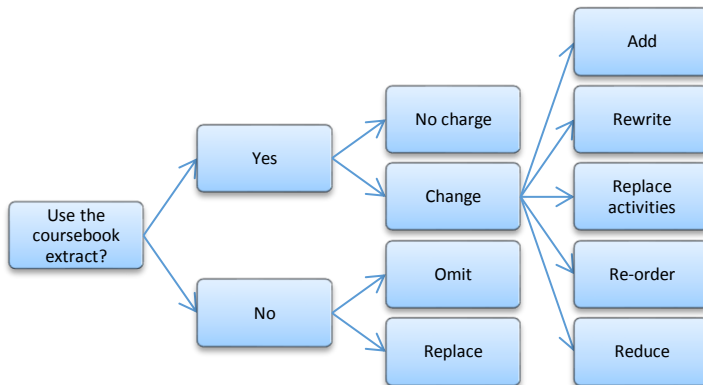 Use the
coursebook
extract?
Yes
No
No charge
Change
Omit
Replace
Add
Rewrite
Replace
activities
Re-order
Reduce